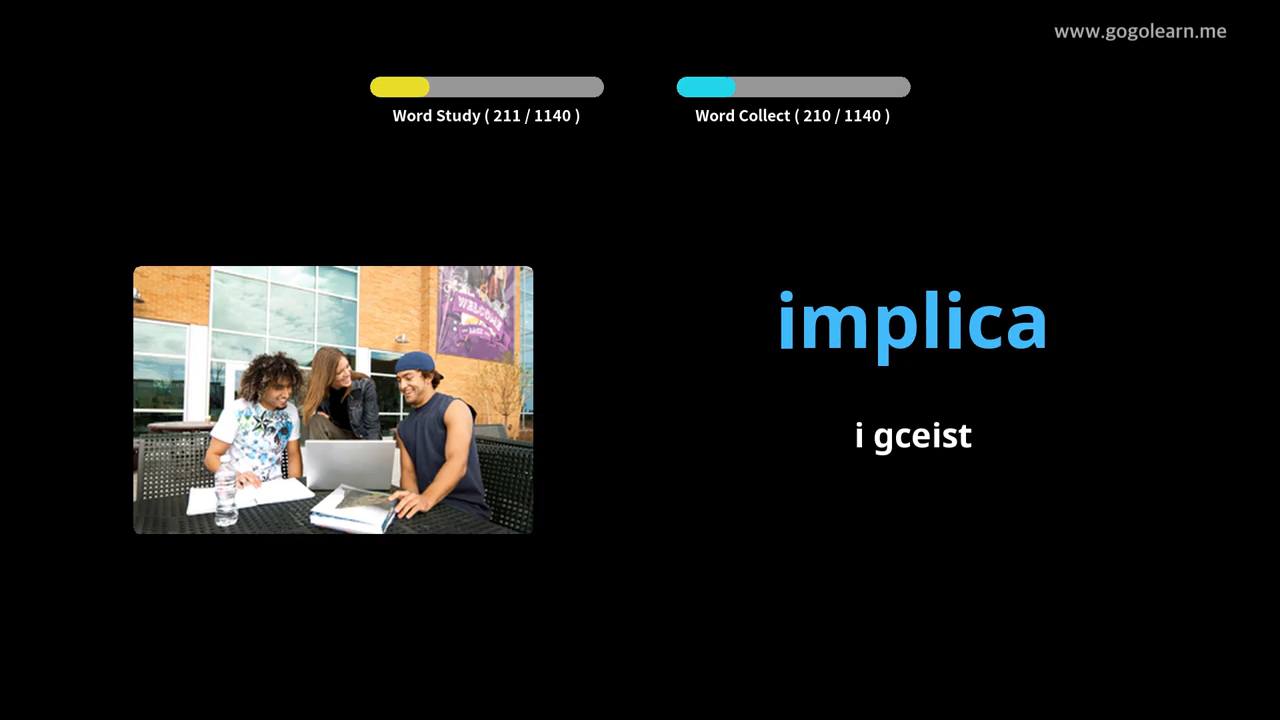 www.gogolearn.me
Word Study ( 211 / 1140 )
Word Collect ( 210 / 1140 )
implica
i gceist